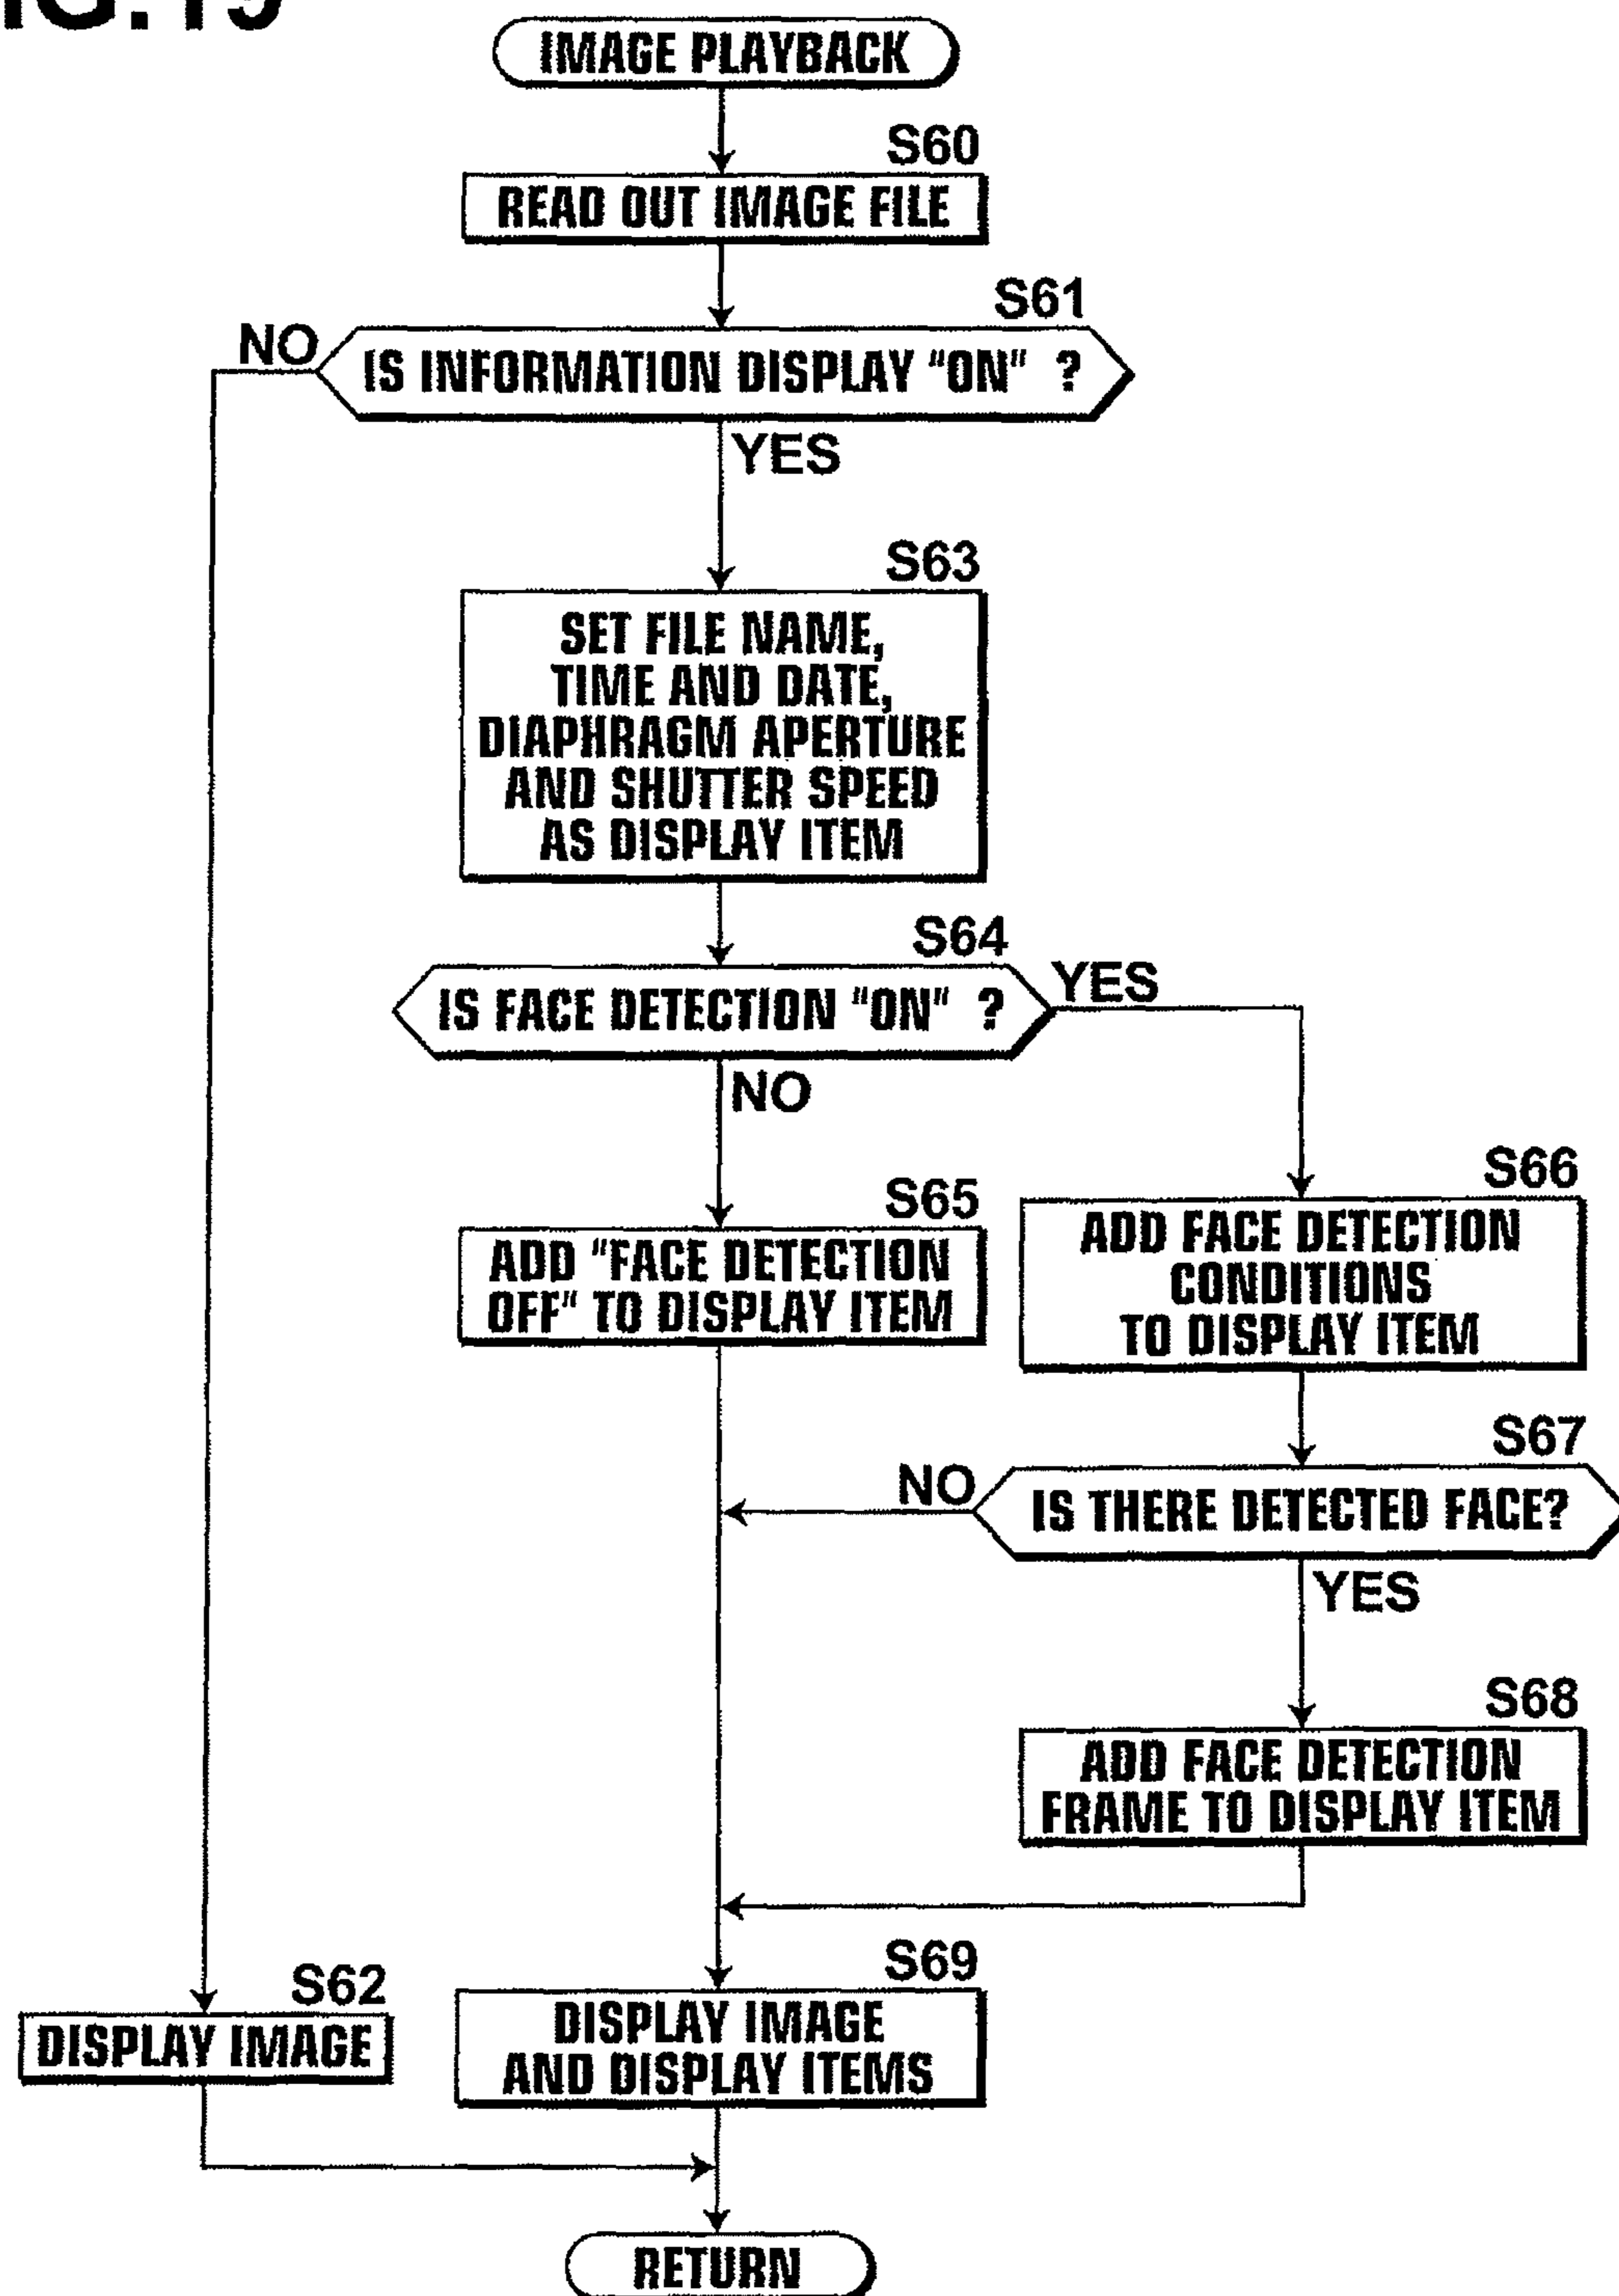 FIG.19
IMAGE PLAYBACK
S60
READ OUT IMAGE FILE
S61
NO
IS INFORMATION DISPLAY "ON" ?
YES
S63
SET FILE NAME,
TIME AND DATE,
DIAPHRAGM APERTURE
AND SHUTTER SPEED
AS DISPLAY ITEM
S64
IS FACE DETECTION "ON" ?
YES
NO
S65
ADD "FACE DETECTION
OFF" TO DISPLAY ITEM
S66
ADD FACE DETECTION
CONDITIONS
TO DISPLAY ITEM
S67
NO
IS THERE DETECTED FACE?
YES
S68
ADD FACE DETECTION
FRAME TO DISPLAY ITEM
S62
DISPLAY IMAGE
S69
DISPLAY IMAGE
AND DISPLAY ITEMS
RETURN